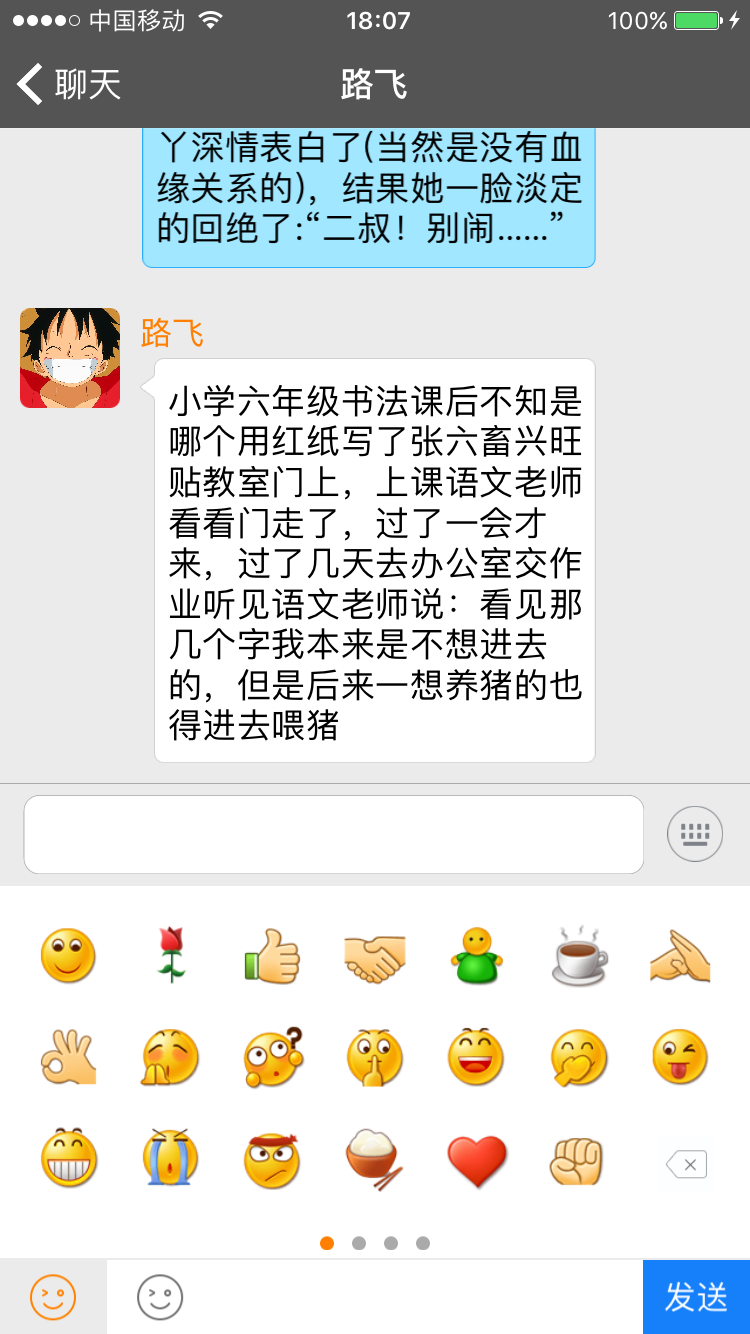 中国移动
18:07
100%
聊天
路飞
丫深情表白了(当然是没有血
缘关系的)，结果她一脸淡定
的回绝了:“二叔！别闹……”
路飞
小学六年级书法课后不知是
哪个用红纸写了张六畜兴旺
贴教室门上，上课语文老师
看看门走了，过了一会才
来，过了几天去办公室交作
业听见语文老师说：看见那
几个字我本来是不想进去
的，但是后来一想养猪的也
得进去喂猪
发送